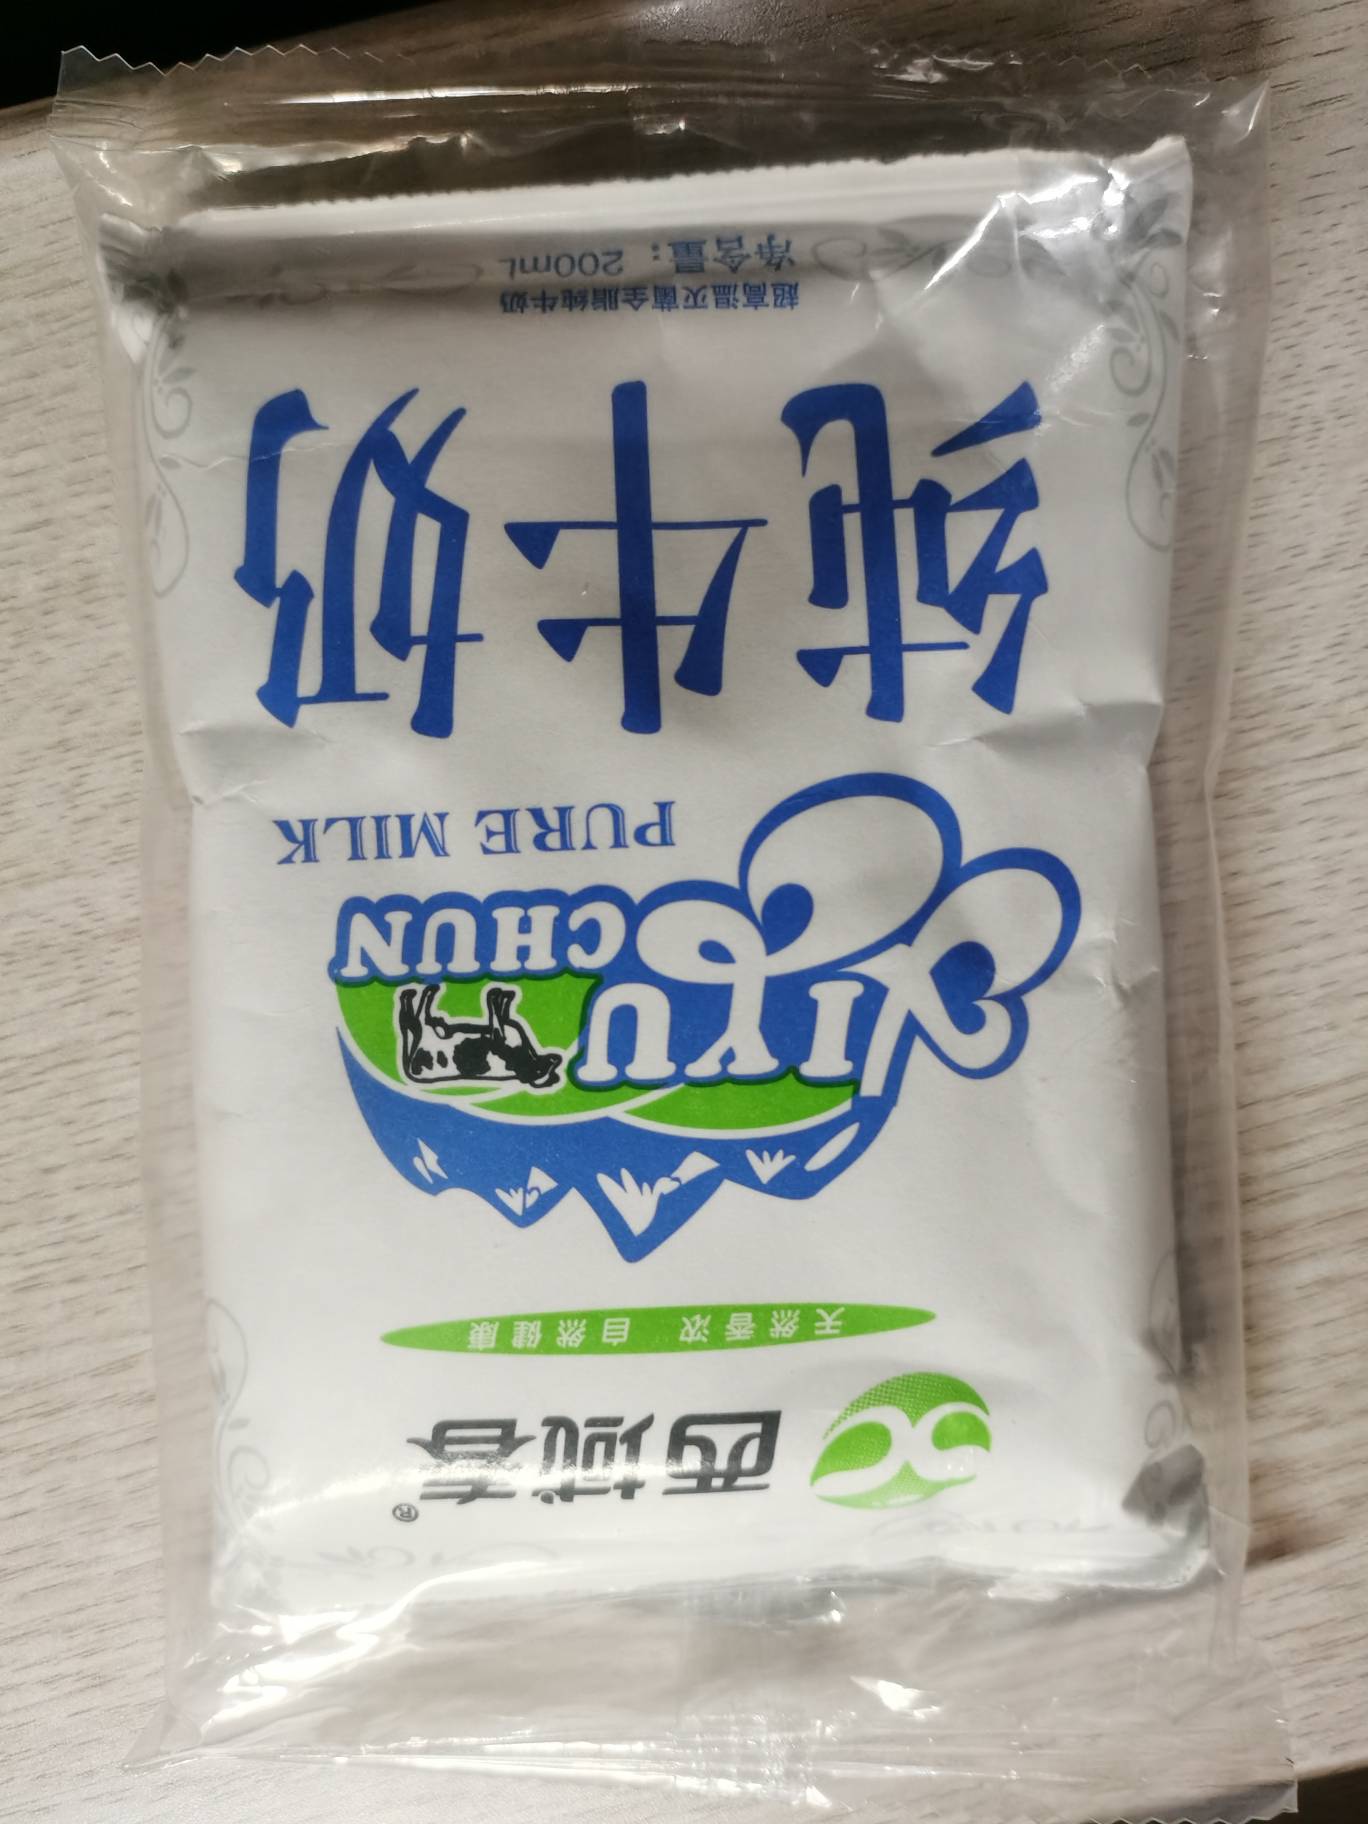 西域春®
天然香浓 自然健康
XIYU
CHUN
PURE MILK
纯牛奶
超高温灭菌全脂纯牛奶
净含量：200mL